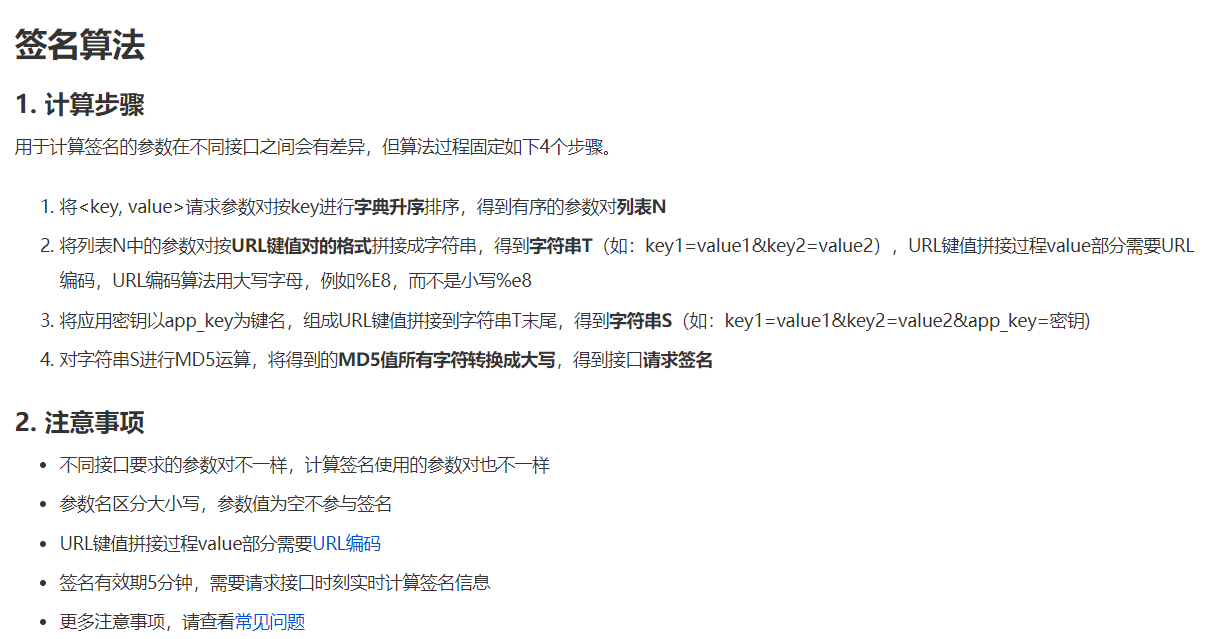 签名算法
1. 计算步骤
用于计算签名的参数在不同接口之间会有差异，但算法过程固定如下4个步骤。
1. 将<key, value>请求参数对按key进行字典升序排序，得到有序的参数对列表N
2. 将列表N中的参数对按URL键值对的格式拼接成字符串，得到字符串T（如：key1=value1&key2=value2），URL键值拼接过程value部分需要URL
编码，URL编码算法用大写字母，例如%E8，而不是小写%e8
3. 将应用密钥以app_key为键名，组成URL键值拼接到字符串T末尾，得到字符串S（如：key1=value1&key2=value2&app_key=密钥)
4. 对字符串S进行MD5运算，将得到的MD5值所有字符转换成大写，得到接口请求签名
2. 注意事项
• 不同接口要求的参数对不一样，计算签名使用的参数对也不一样
• 参数名区分大小写，参数值为空不参与签名
• URL键值拼接过程value部分需要URL编码
• 签名有效期5分钟，需要请求接口时刻实时计算签名信息
• 更多注意事项，请查看常见问题